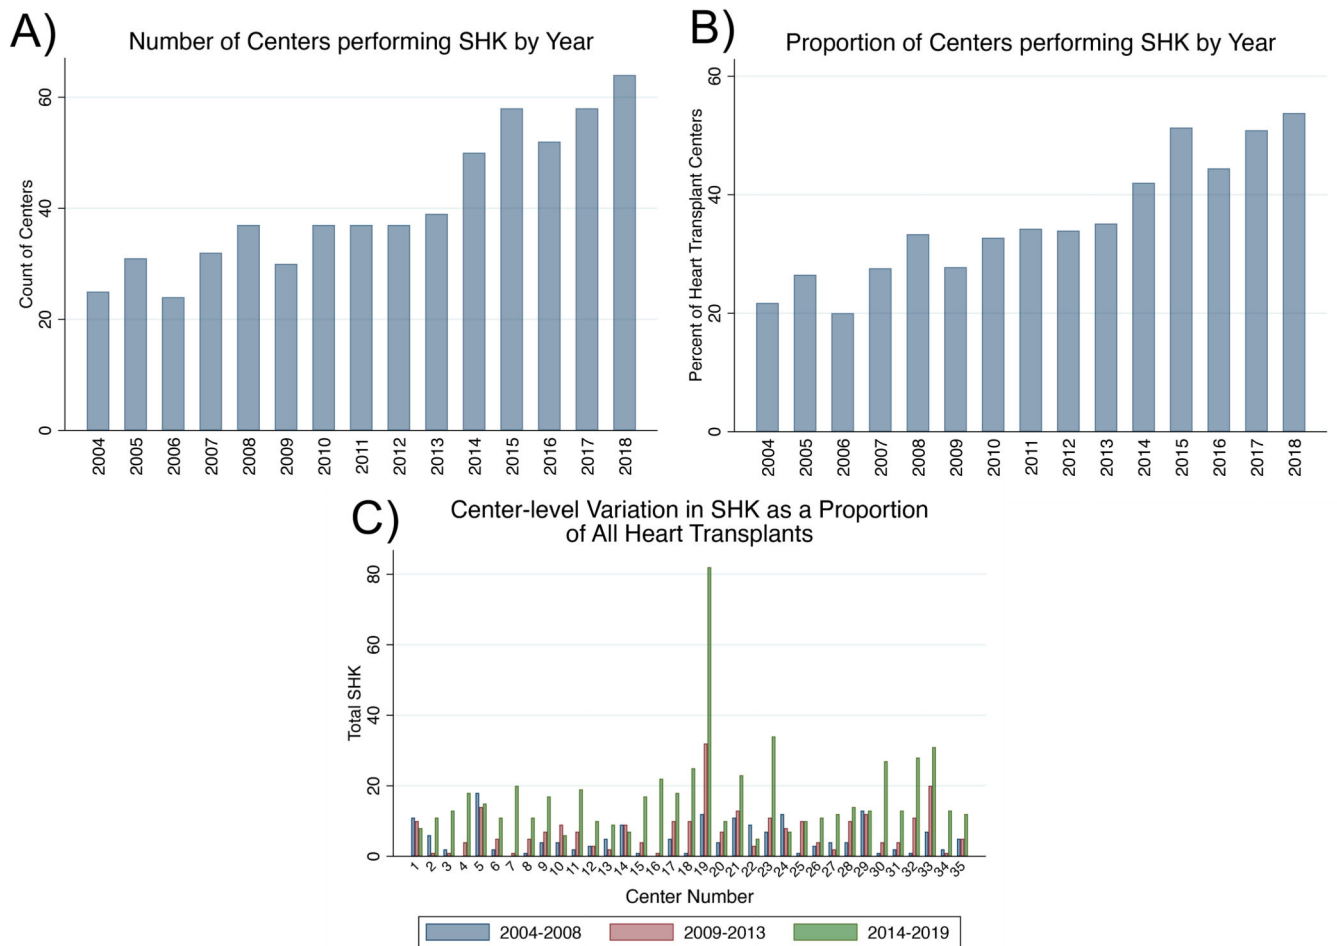 A)
Number of Centers performing SHK by Year
Count of Centers
60
40
20
0
2004 2005 2006 2007 2008 2009 2010 2011 2012 2013 2014 2015 2016 2017 2018
B)
Proportion of Centers performing SHK by Year
Percent of Heart Transplant Centers
60
40
20
0
2004 2005 2006 2007 2008 2009 2010 2011 2012 2013 2014 2015 2016 2017 2018
C)
Center-level Variation in SHK as a Proportion
of All Heart Transplants
Total SHK
80
60
40
20
0
1 2 3 4 5 6 7 8 9 10 11 12 13 14 15 16 17 18 19 20 21 22 23 24 25 26 27 28 29 30 31 32 33 34 35
Center Number
2004-2008 2009-2013 2014-2019